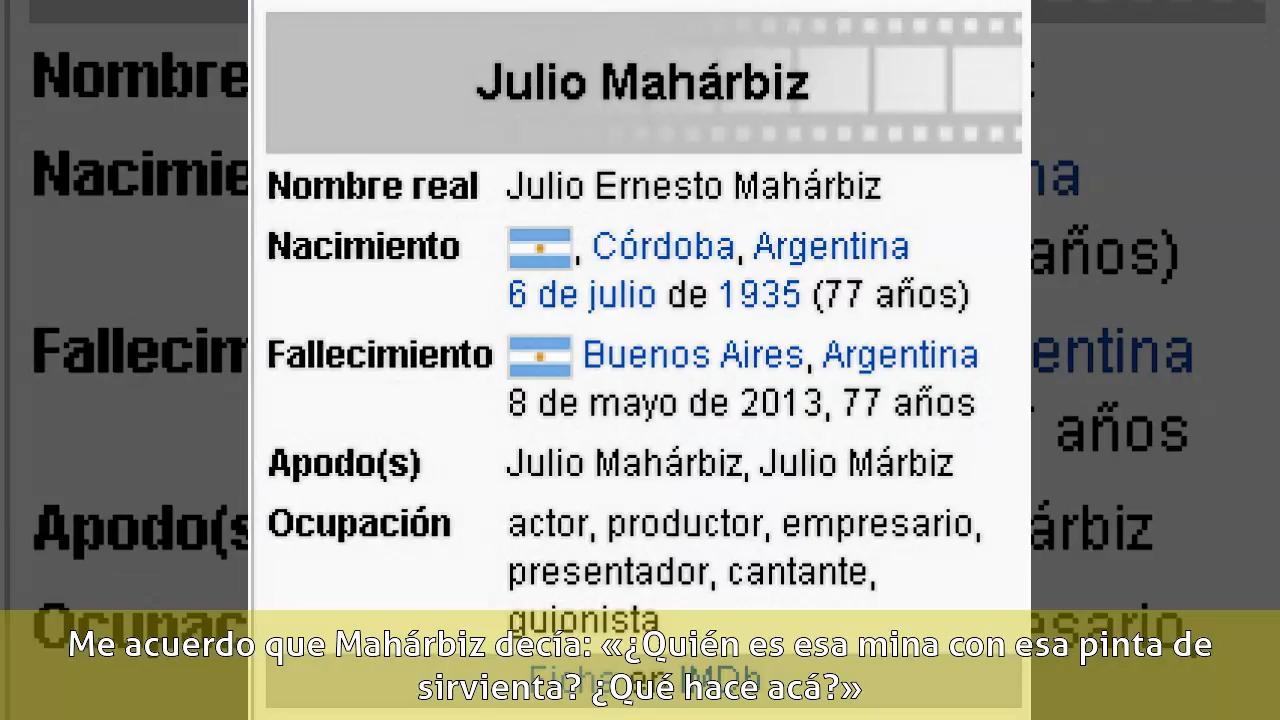 Julio Mahárbiz
Nombre real Julio Ernesto Mahárbiz
Nacimiento , Córdoba, Argentina
6 de julio de 1935 (77 años)
Fallecimiento Buenos Aires, Argentina
8 de mayo de 2013, 77 años
Apodo(s) Julio Mahárbiz, Julio Márbiz
Ocupación actor, productor, empresario,
presentador, cantante,
guionista
Ficha en IMDb
Me acuerdo que Mahárbiz decía: «¿Quién es esa mina con esa pinta de
sirvienta? ¿Qué hace acá?»